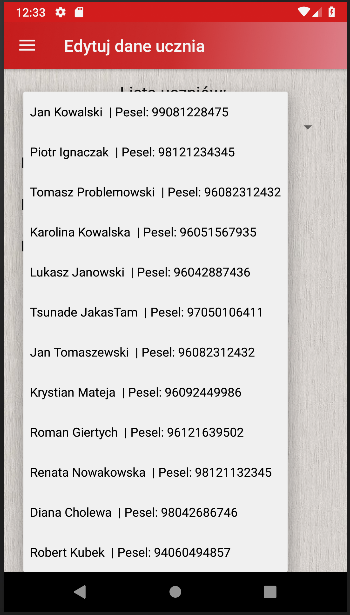 12:33
Edytuj dane ucznia
Lista uczniów:
Jan Kowalski | Pesel: 99081228475
Piotr Ignaczak | Pesel: 98121234345
Tomasz Problemowski | Pesel: 96082312432
Karolina Kowalska | Pesel: 96051567935
Lukasz Janowski | Pesel: 96042887436
Tsunade JakasTam | Pesel: 97050106411
Jan Tomaszewski | Pesel: 96082312432
Krystian Mateja | Pesel: 96092449986
Roman Giertych | Pesel: 96121639502
Renata Nowakowska | Pesel: 98121132345
Diana Cholewa | Pesel: 98042686746
Robert Kubek | Pesel: 94060494857